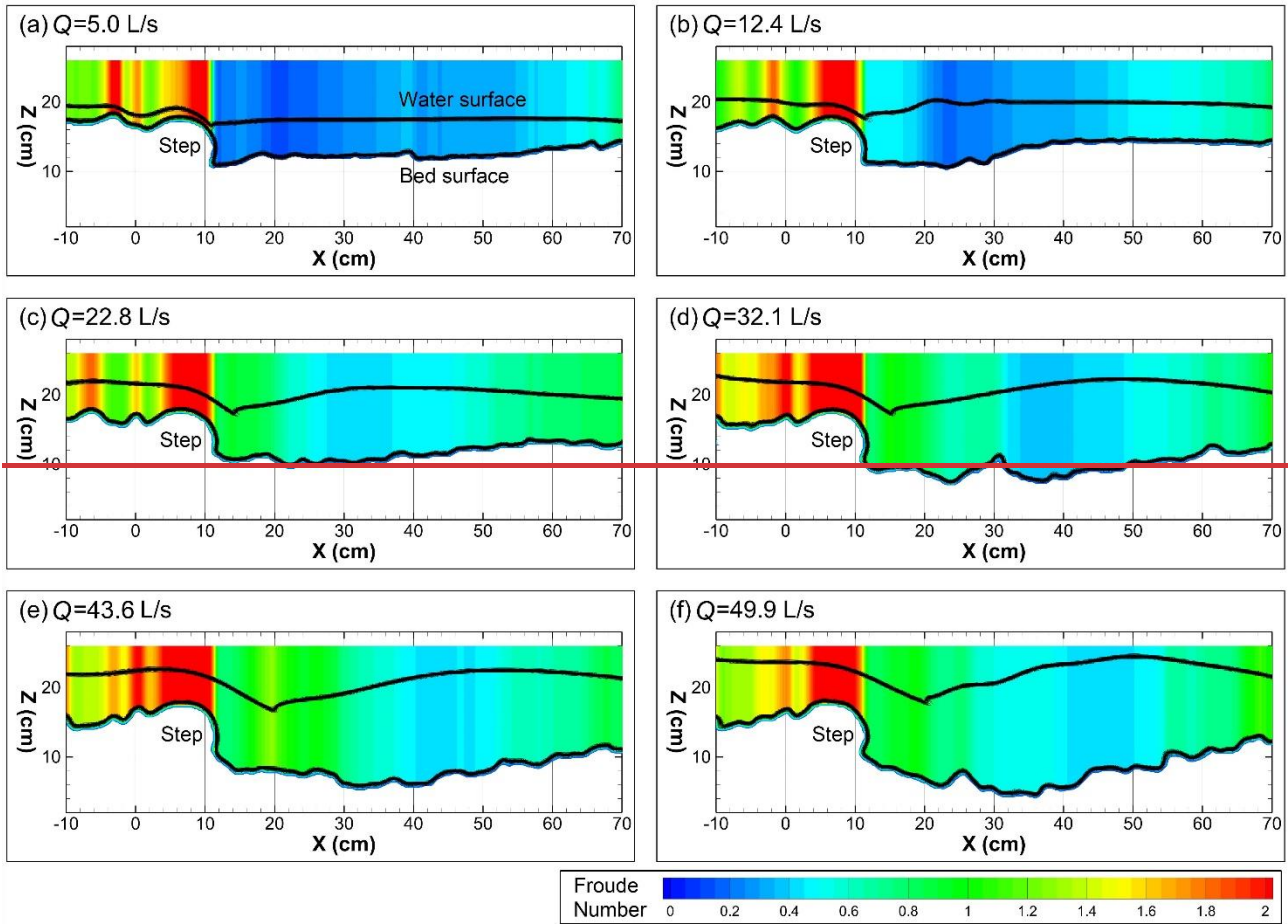 (a) Q=5.0 L/s
Z (cm)
20
10
Water surface
Step
Bed surface
-10 0 10 20 30 40 50 60 70
X (cm)
(b) Q=12.4 L/s
Z (cm)
20
10
Step
-10 0 10 20 30 40 50 60 70
X (cm)
(c) Q=22.8 L/s
Z (cm)
20
10
Step
-10 0 10 20 30 40 50 60 70
X (cm)
(d) Q=32.1 L/s
Z (cm)
20
10
Step
-10 0 10 20 30 40 50 60 70
X (cm)
(e) Q=43.6 L/s
Z (cm)
20
10
Step
-10 0 10 20 30 40 50 60 70
X (cm)
(f) Q=49.9 L/s
Z (cm)
20
10
Step
-10 0 10 20 30 40 50 60 70
X (cm)
Froude
Number
0 0.2 0.4 0.6 0.8 1 1.2 1.4 1.6 1.8 2